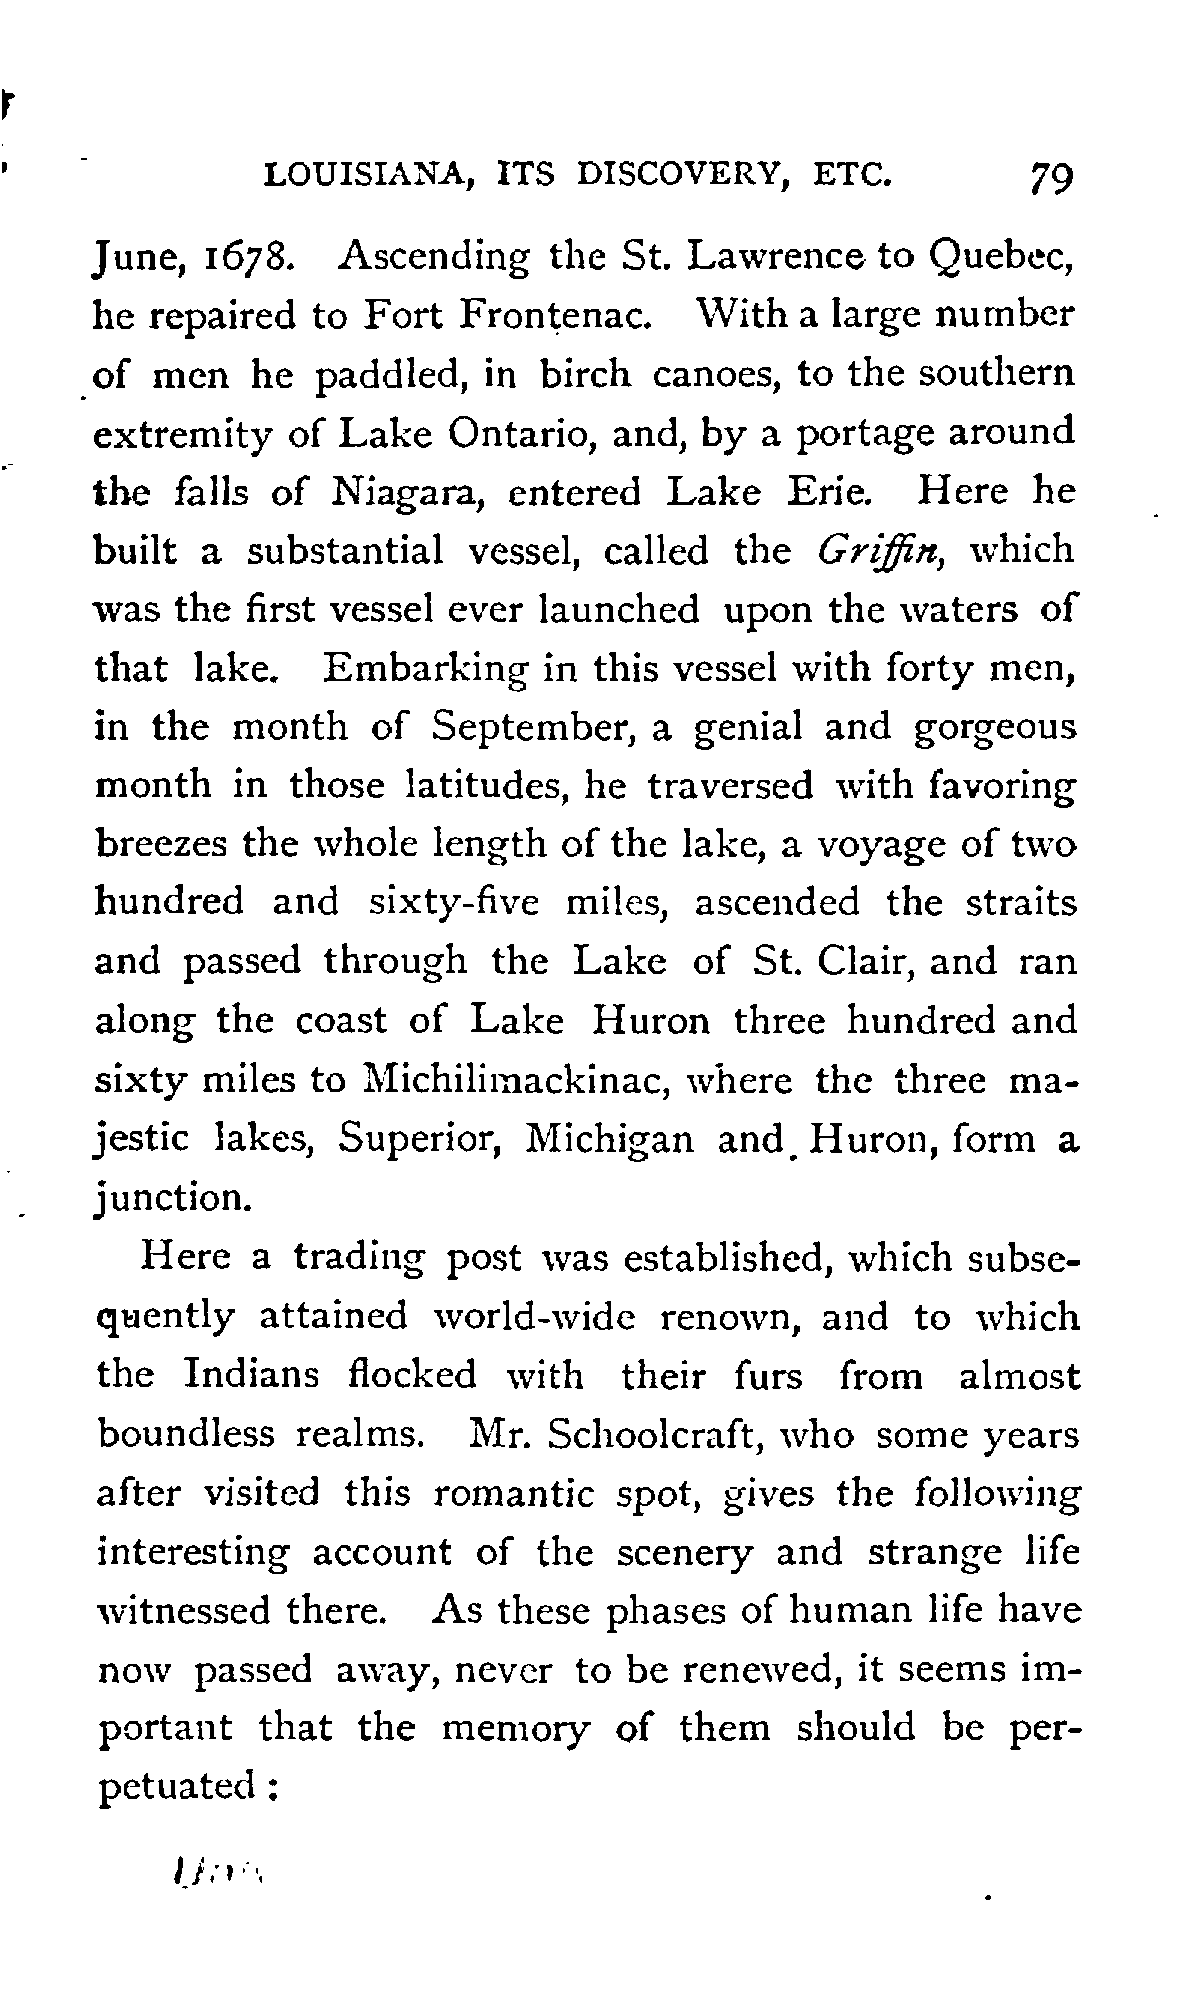 LOUISIANA, ITS DISCOVERY, ETC. 79
June, 1678. Ascending the St. Lawrence to Quebec,
he repaired to Fort Frontenac. With a large number
of men he paddled, in birch canoes, to the southern
extremity of Lake Ontario, and, by a portage around
the falls of Niagara, entered Lake Erie. Here he
built a substantial vessel, called the Griffin, which
was the first vessel ever launched upon the waters of
that lake. Embarking in this vessel with forty men,
in the month of September, a genial and gorgeous
month in those latitudes, he traversed with favoring
breezes the whole length of the lake, a voyage of two
hundred and sixty-five miles, ascended the straits
and passed through the Lake of St. Clair, and ran
along the coast of Lake Huron three hundred and
sixty miles to Michilimackinac, where the three ma-
jestic lakes, Superior, Michigan and Huron, form a
junction.
Here a trading post was established, which subse-
quently attained world-wide renown, and to which
the Indians flocked with their furs from almost
boundless realms. Mr. Schoolcraft, who some years
after visited this romantic spot, gives the following
interesting account of the scenery and strange life
witnessed there. As these phases of human life have
now passed away, never to be renewed, it seems im-
portant that the memory of them should be per-
petuated :